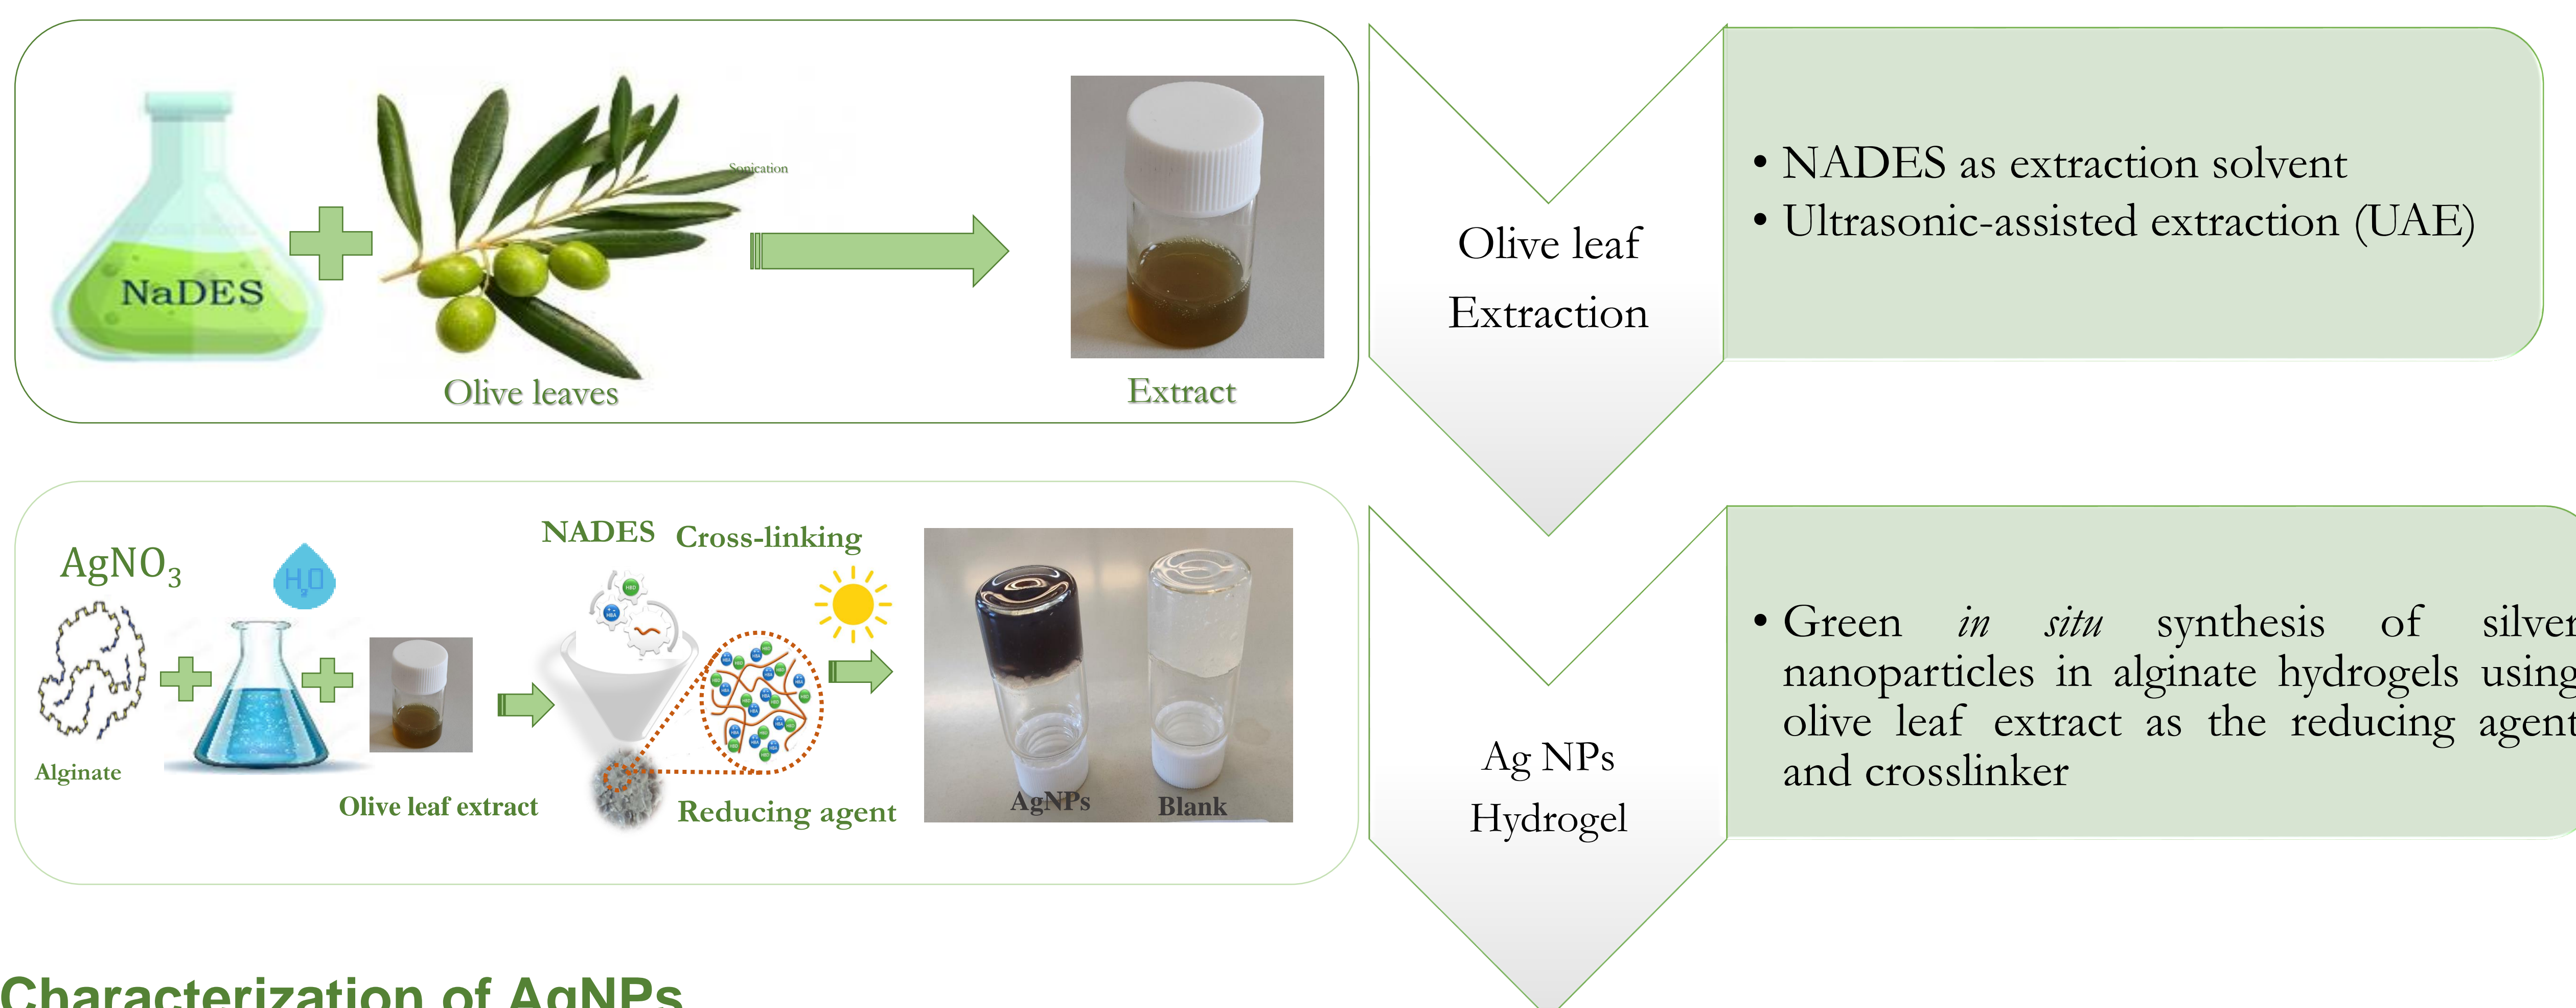 NaDES
Sonication
Olive leaves
Extract
Olive leaf
Extraction
• NADES as extraction solvent
• Ultrasonic-assisted extraction (UAE)
AgNO₃
H₂O
Alginate
Olive leaf extract
NADES
Cross-linking
HBD
HBA
Reducing agent
AgNPs
Blank
Ag NPs
Hydrogel
• Green in situ synthesis of silver
nanoparticles in alginate hydrogels using
olive leaf extract as the reducing agent
and crosslinker
Characterization of AgNPs